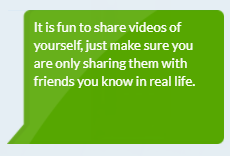 It is fun to share videos of
yourself, just make sure you
are only sharing them with
friends you know in real life.